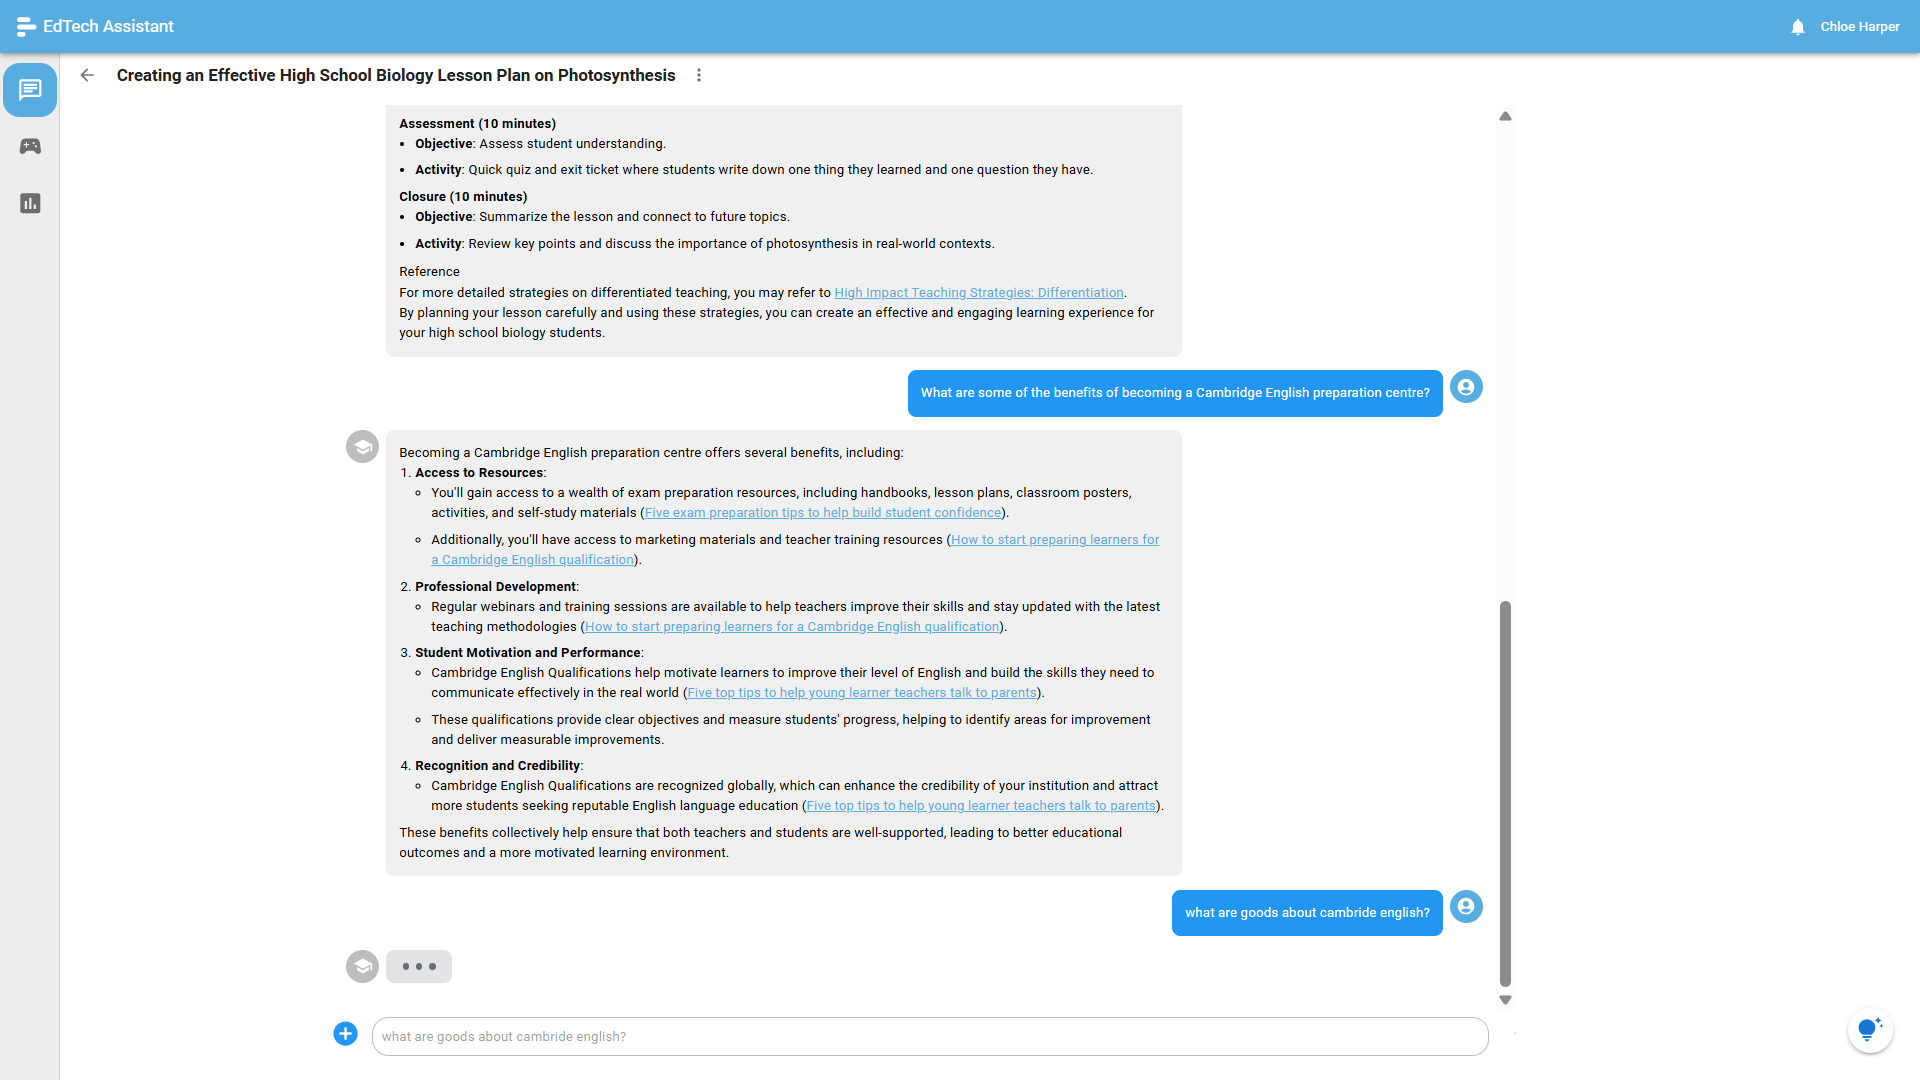 EdTech Assistant
Chloe Harper
Creating an Effective High School Biology Lesson Plan on Photosynthesis
Assessment (10 minutes)
• Objective: Assess student understanding.
• Activity: Quick quiz and exit ticket where students write down one thing they learned and one question they have.
Closure (10 minutes)
• Objective: Summarize the lesson and connect to future topics.
• Activity: Review key points and discuss the importance of photosynthesis in real-world contexts.
Reference
For more detailed strategies on differentiated teaching, you may refer to High Impact Teaching Strategies: Differentiation.
By planning your lesson carefully and using these strategies, you can create an effective and engaging learning experience for
your high school biology students.
What are some of the benefits of becoming a Cambridge English preparation centre?
Becoming a Cambridge English preparation centre offers several benefits, including:
1. Access to Resources:
◦ You'll gain access to a wealth of exam preparation resources, including handbooks, lesson plans, classroom posters,
activities, and self-study materials (Five exam preparation tips to help build student confidence).
◦ Additionally, you'll have access to marketing materials and teacher training resources (How to start preparing learners for
a Cambridge English qualification).
2. Professional Development:
◦ Regular webinars and training sessions are available to help teachers improve their skills and stay updated with the latest
teaching methodologies (How to start preparing learners for a Cambridge English qualification).
3. Student Motivation and Performance:
◦ Cambridge English Qualifications help motivate learners to improve their level of English and build the skills they need to
communicate effectively in the real world (Five top tips to help young learner teachers talk to parents).
◦ These qualifications provide clear objectives and measure students' progress, helping to identify areas for improvement
and deliver measurable improvements.
4. Recognition and Credibility:
◦ Cambridge English Qualifications are recognized globally, which can enhance the credibility of your institution and attract
more students seeking reputable English language education (Five top tips to help young learner teachers talk to parents).
These benefits collectively help ensure that both teachers and students are well-supported, leading to better educational
outcomes and a more motivated learning environment.
what are goods about cambride english?
what are goods about cambride english?